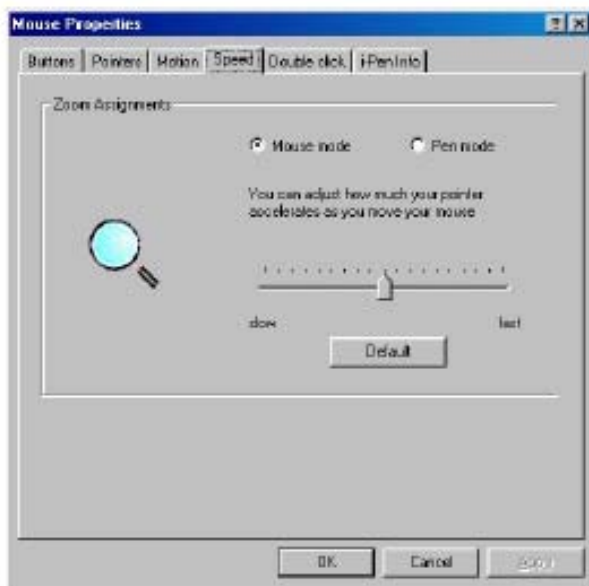 Mouse Properties
Buttons Pointers Motion Speed Double click i-Pen Info
Zoom Assignments
Mouse mode Pen mode
You can adjust how much your pointer
accelerates as you move your mouse
slow fast
Default
OK Cancel Apply